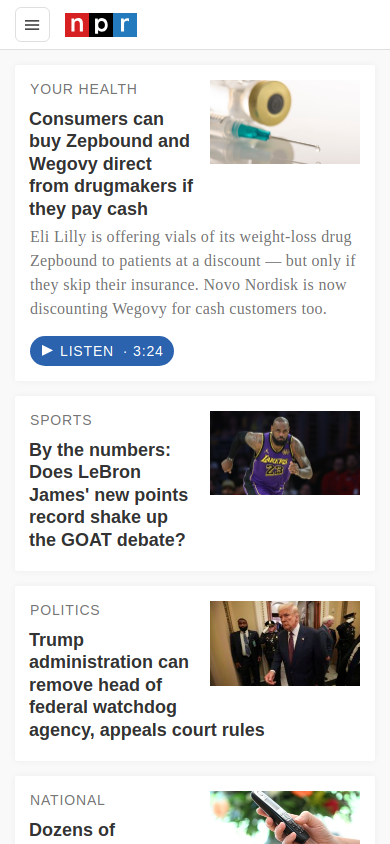 npr
YOUR HEALTH
Consumers can
buy Zepbound and
Wegovy direct
from drugmakers if
they pay cash
Eli Lilly is offering vials of its weight-loss drug
Zepbound to patients at a discount — but only if
they skip their insurance. Novo Nordisk is now
discounting Wegovy for cash customers too.
LISTEN · 3:24
SPORTS
By the numbers:
Does LeBron
James' new points
record shake up
the GOAT debate?
LAKERS
23
POLITICS
Trump
administration can
remove head of
federal watchdog
agency, appeals court rules
NATIONAL
Dozens of